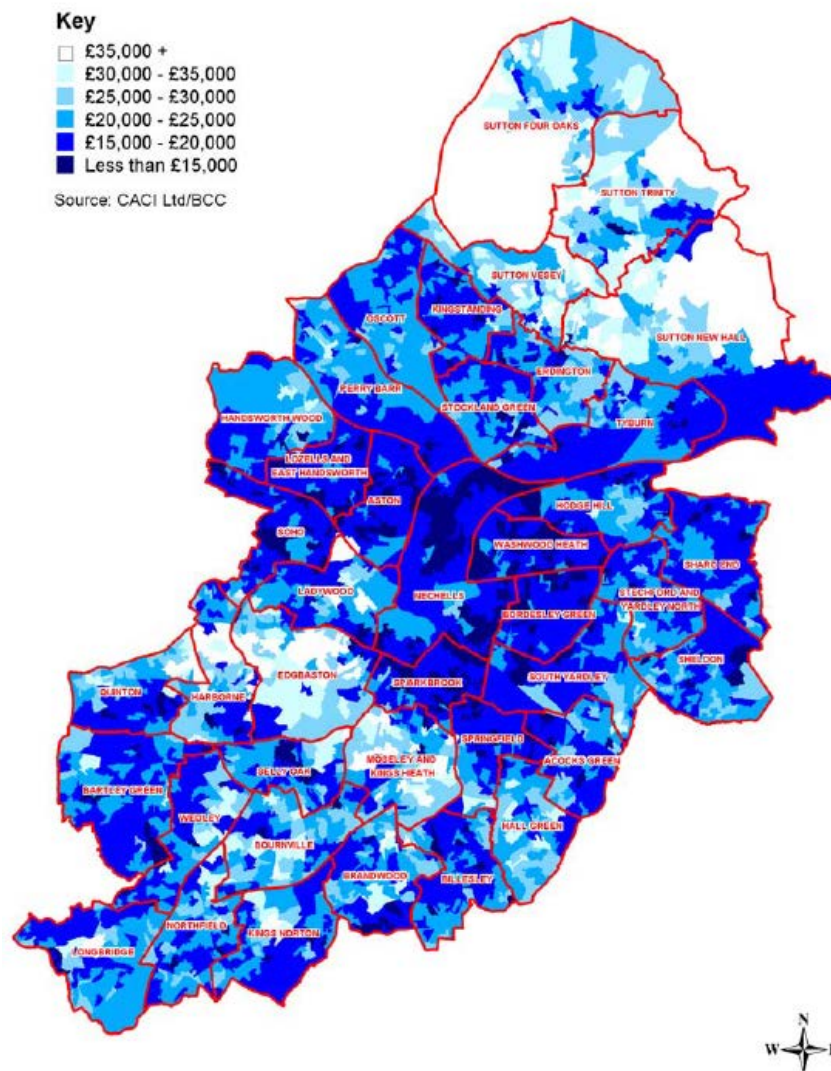 Key
£35,000 +
£30,000 - £35,000
£25,000 - £30,000
£20,000 - £25,000
£15,000 - £20,000
Less than £15,000
Source: CACI Ltd/BCC
SUTTON FOUR OAKS
SUTTON TRINITY
SUTTON VESEY
KINGSTANDING
OSCOTT
SUTTON NEW HALL
ERDINGTON
PERRY BARR
STOCKLAND GREEN
HANDSWORTH WOOD
TYBURN
LOZELLS AND
EAST HANDSWORTH
ASTON
HODGE HILL
SOHO
WASHWOOD HEATH
SHARD END
LADYWOOD
NECHELLS
STECHFORD AND
YARDLEY NORTH
BORDESLEY GREEN
SHELDON
EDGBASTON
SPARKBROOK
SOUTH YARDLEY
QUINTON
HARBORNE
SPRINGFIELD
MOSELEY AND
KINGS HEATH
ACOCKS GREEN
SELLY OAK
BARTLEY GREEN
WEOLEY
HALL GREEN
BOURNVILLE
BRANDWOOD
BILLESLEY
NORTHFIELD
KINGS NORTON
LONGBRIDGE
N
W